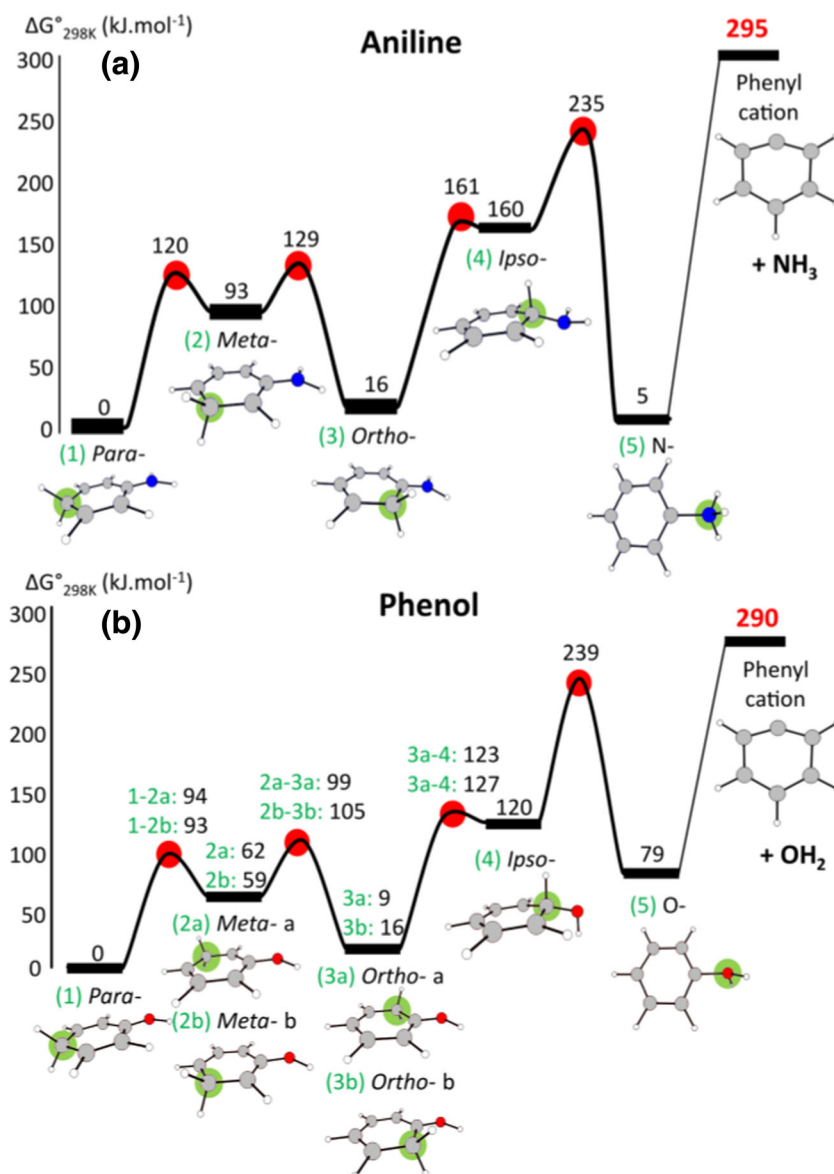 ΔG°298K (kJ.mol-1)
Aniline
295
(a)
300
250
200
150
100
50
0
Phenyl
cation
+ NH3
235
161
160
(4) Ipso-
120
129
93
(2) Meta-
16
(3) Ortho-
5
(5) N-
0
(1) Para-
ΔG°298K (kJ.mol-1)
Phenol
290
(b)
300
250
200
150
100
50
0
Phenyl
cation
+ OH2
239
3a-4: 123
3a-4: 127
120
(4) Ipso-
1-2a: 94
1-2b: 93
2a-3a: 99
2b-3b: 105
2a: 62
2b: 59
79
(5) O-
3a: 9
3b: 16
0
(1) Para-
(2a) Meta- a
(3a) Ortho- a
(2b) Meta- b
(3b) Ortho- b